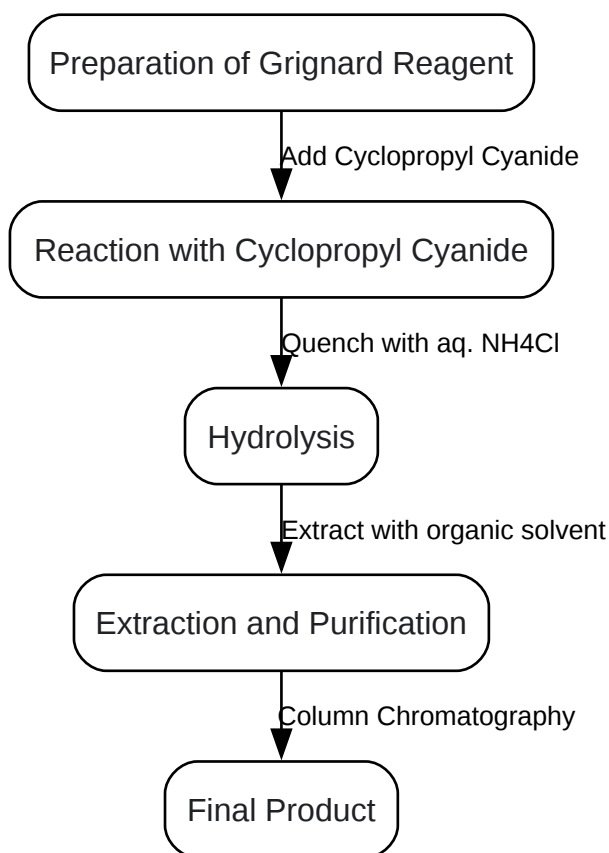 Preparation of Grignard Reagent
Add Cyclopropyl Cyanide
Reaction with Cyclopropyl Cyanide
Quench with aq. NH4Cl
Hydrolysis
Extract with organic solvent
Extraction and Purification
Column Chromatography
Final Product